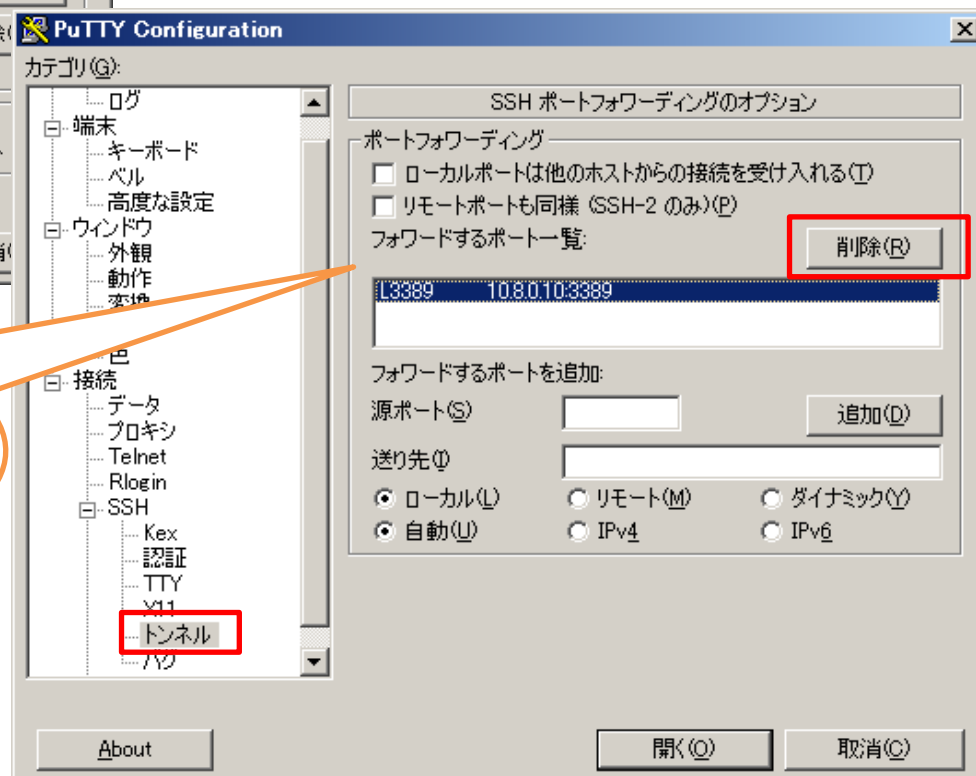 PuTTY Configuration
カテゴリ(G):
ログ
端末
キーボード
ベル
高度な設定
ウィンドウ
外観
動作
変換
色
接続
データ
プロキシ
Telnet
Rlogin
SSH
Kex
認証
TTY
X11
トンネル
バグ
SSH ポートフォワーディングのオプション
ポートフォワーディング
ローカルポートは他のホストからの接続を受け入れる(T)
リモートポートも同様 (SSH-2 のみ)(P)
フォワードするポート一覧:
削除(R)
L3389 10.8.0.10:3389
フォワードするポートを追加:
源ポート(S)
追加(D)
送り先(I)
ローカル(L) リモート(M) ダイナミック(Y)
自動(U) IPv4 IPv6
About
開く(O)
取消(C)